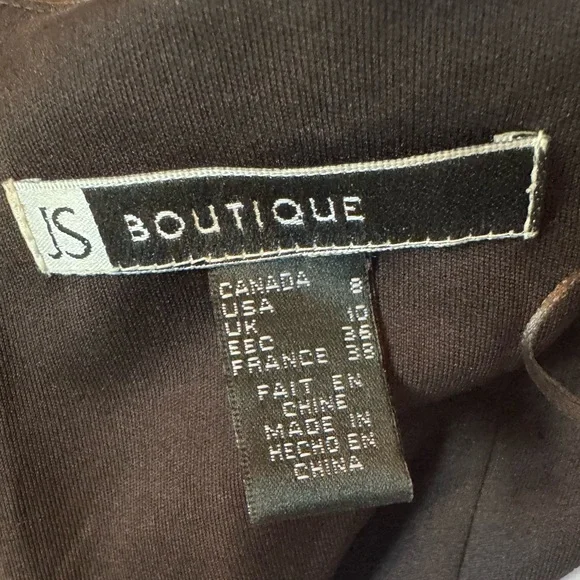 JS BOUTIQUE
CANADA 8
USA
UK 10
EEC 36
FRANCE 38
FAIT EN
CHINE
MADE IN
HECHO EN
CHINA